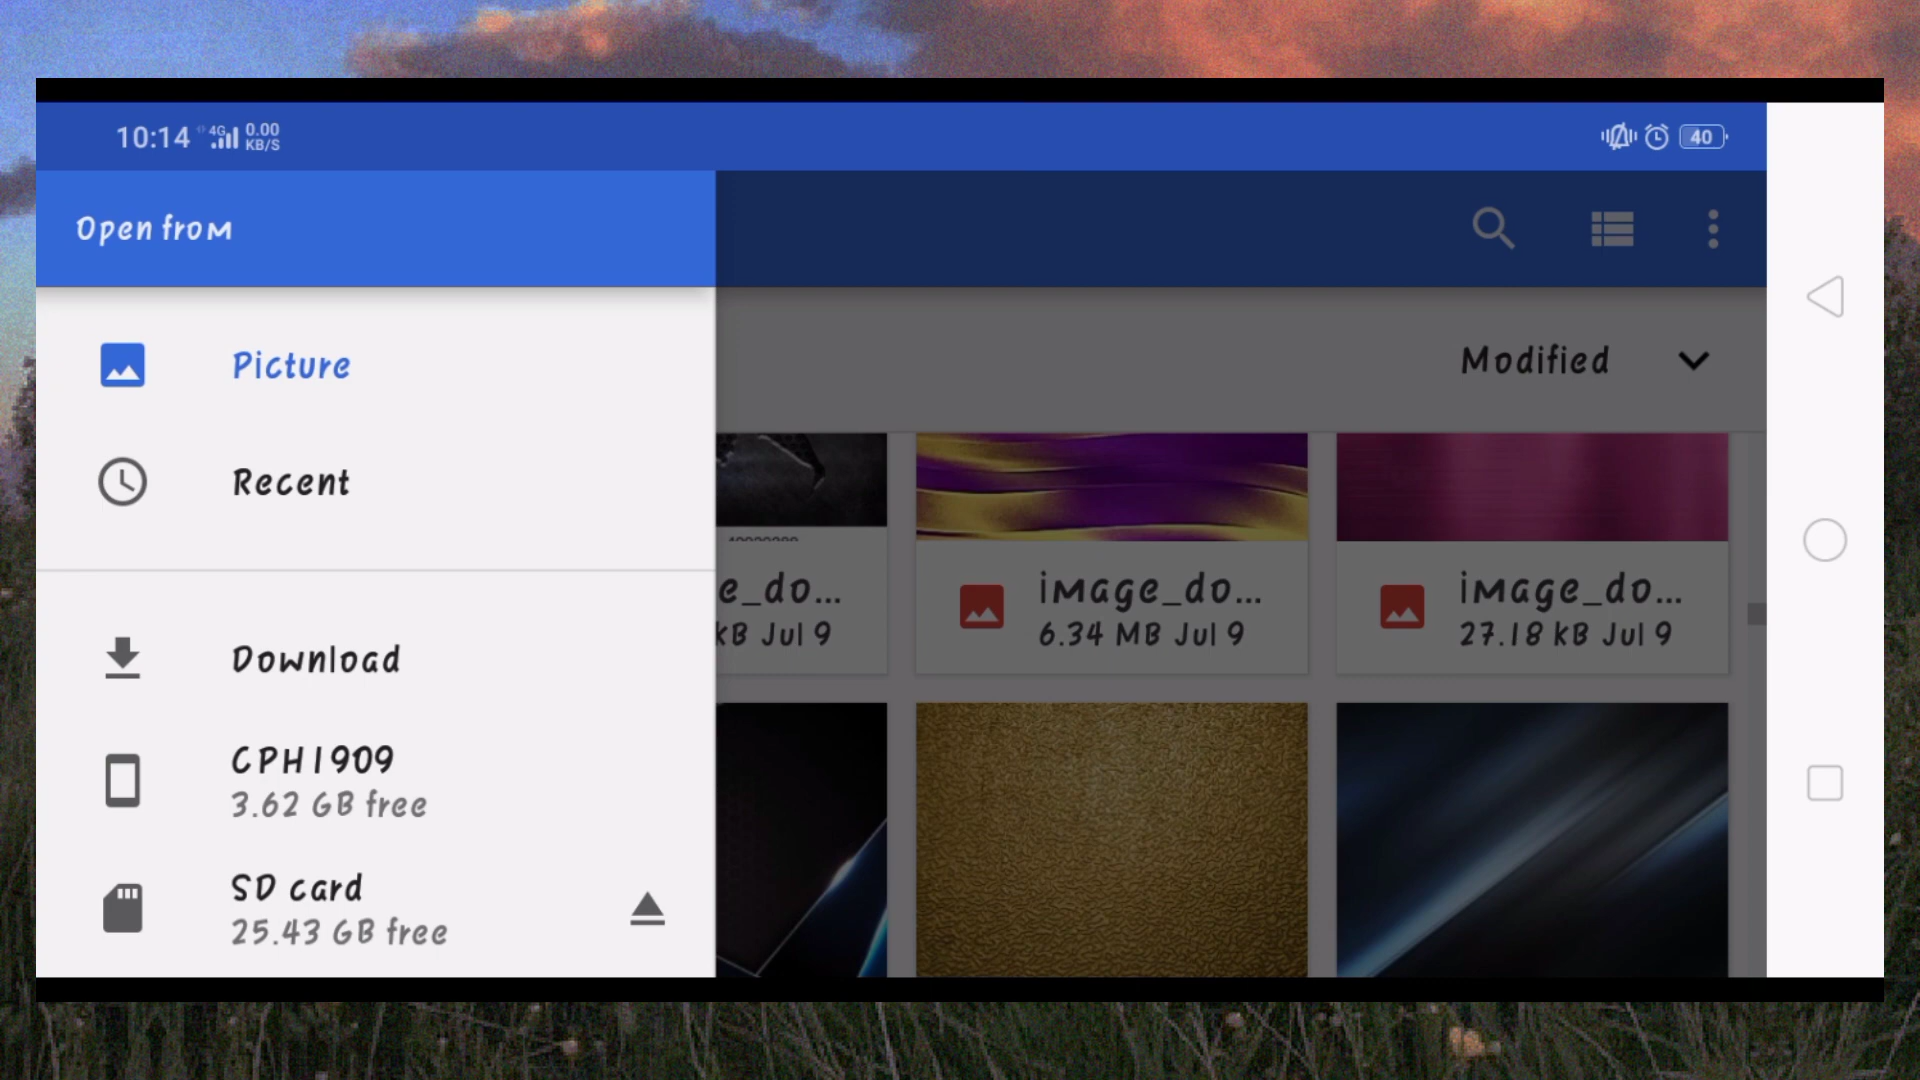 10:14 4G 0.00 KB/S 40
Open from
Picture
Modified
Recent
e_do...
kB Jul 9
image_do...
6.34 MB Jul 9
image_do...
27.18 kB Jul 9
Download
CPH1909
3.62 GB free
SD card
25.43 GB free